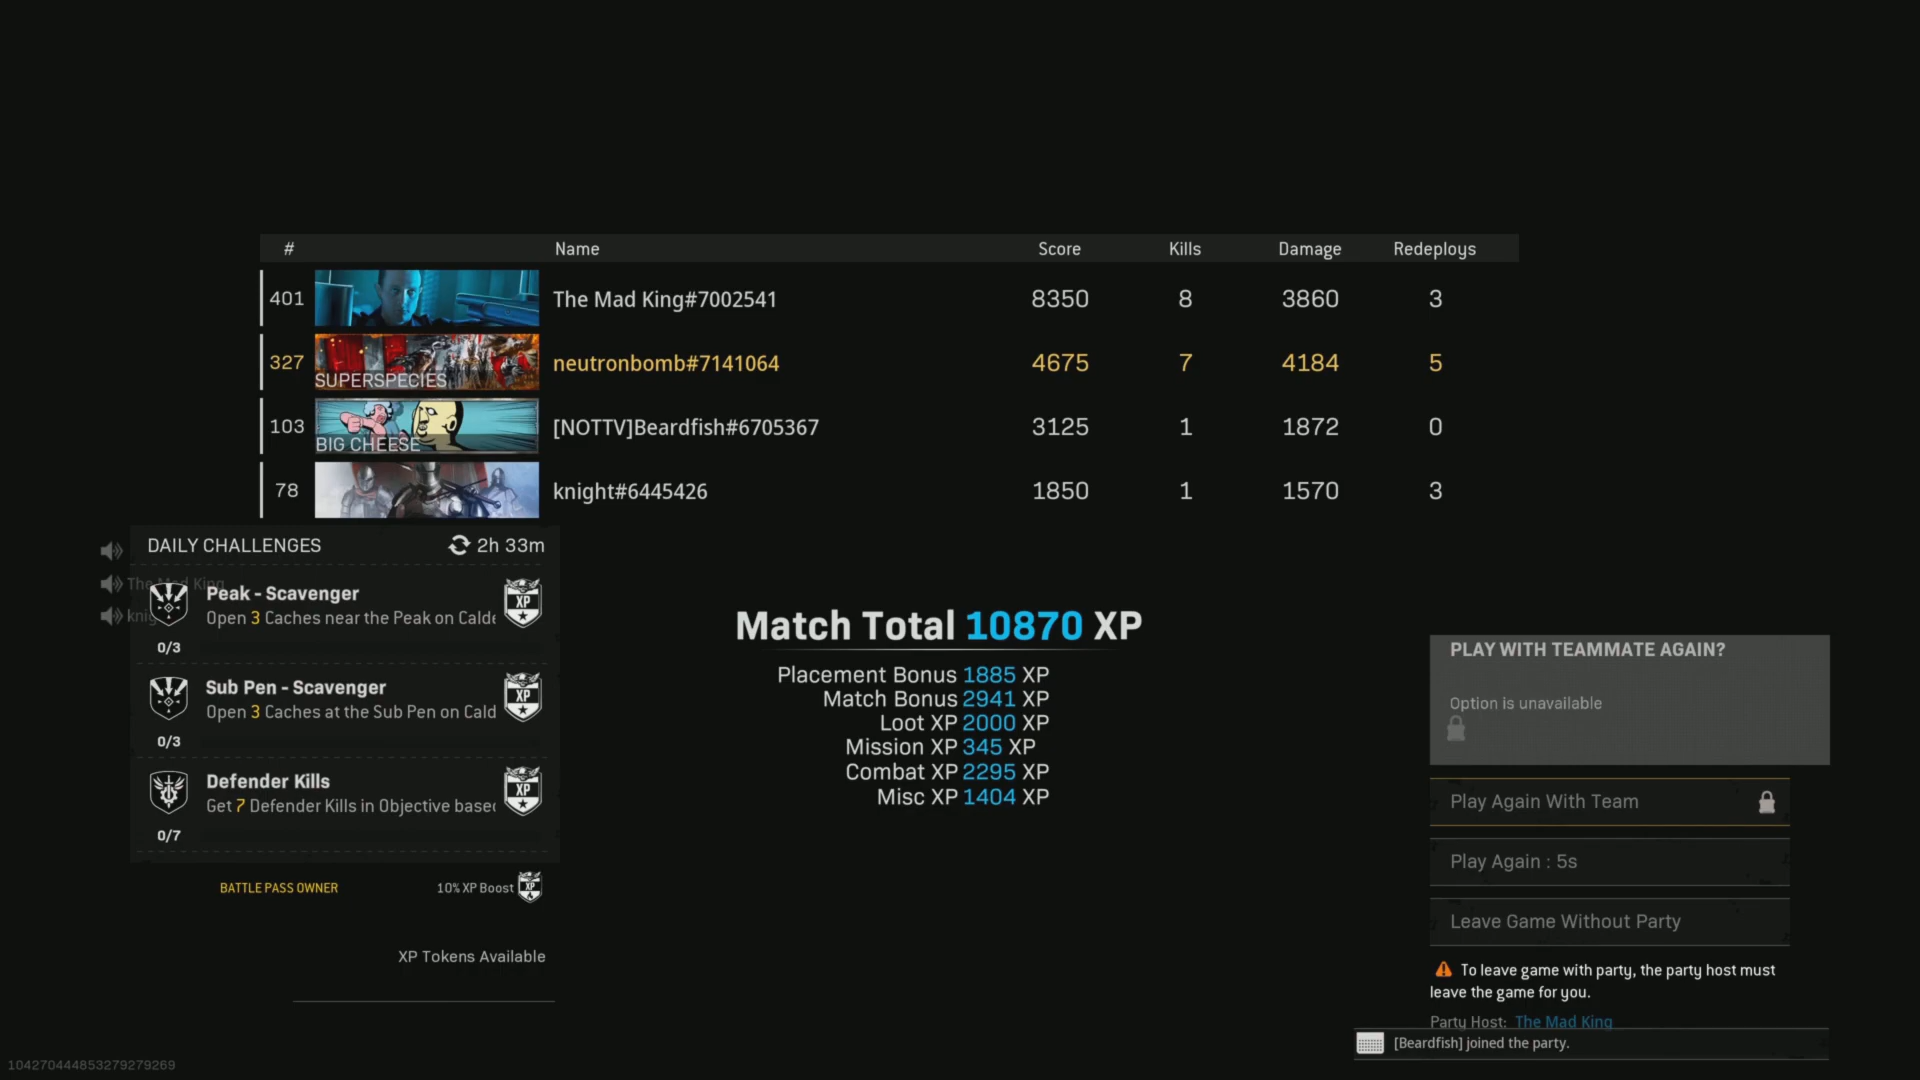 # Name Score Kills Damage Redeploys
401 The Mad King#7002541 8350 8 3860 3
327 SUPERSPECIES neutronbomb#7141064 4675 7 4184 5
103 BIG CHEESE [NOTTV]Beardfish#6705367 3125 1 1872 0
78 knight#6445426 1850 1 1570 3
DAILY CHALLENGES 2h 33m
The Mad King
Peak - Scavenger XP
Open 3 Caches near the Peak on Calde
0/3
Sub Pen - Scavenger XP
Open 3 Caches at the Sub Pen on Cald
0/3
Defender Kills XP
Get 7 Defender Kills in Objective based
0/7
BATTLE PASS OWNER 10% XP Boost XP
XP Tokens Available
Match Total 10870 XP
Placement Bonus 1885 XP
Match Bonus 2941 XP
Loot XP 2000 XP
Mission XP 345 XP
Combat XP 2295 XP
Misc XP 1404 XP
PLAY WITH TEAMMATE AGAIN?
Option is unavailable
Play Again With Team
Play Again : 5s
Leave Game Without Party
To leave game with party, the party host must
leave the game for you.
Party Host: The Mad King
[Beardfish] joined the party.
104270444853279279269